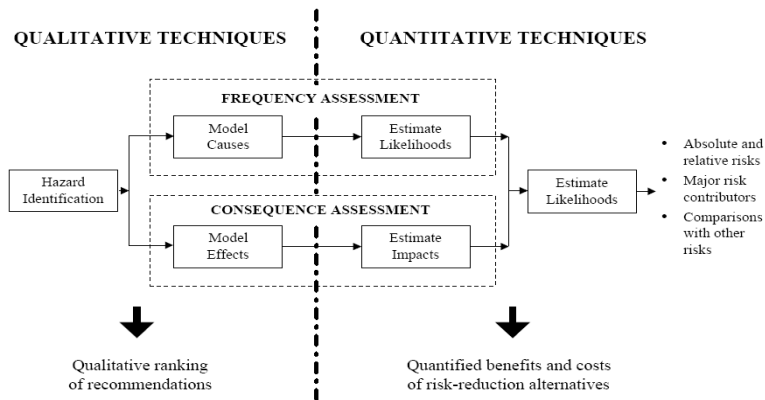 QUALITATIVE TECHNIQUES
QUANTITATIVE TECHNIQUES
FREQUENCY ASSESSMENT
Model
Causes
Estimate
Likelihoods
Hazard
Identification
CONSEQUENCE ASSESSMENT
Model
Effects
Estimate
Impacts
Estimate
Likelihoods
• Absolute and
relative risks
• Major risk
contributors
• Comparisons
with other
risks
Qualitative ranking
of recommendations
Quantified benefits and costs
of risk-reduction alternatives